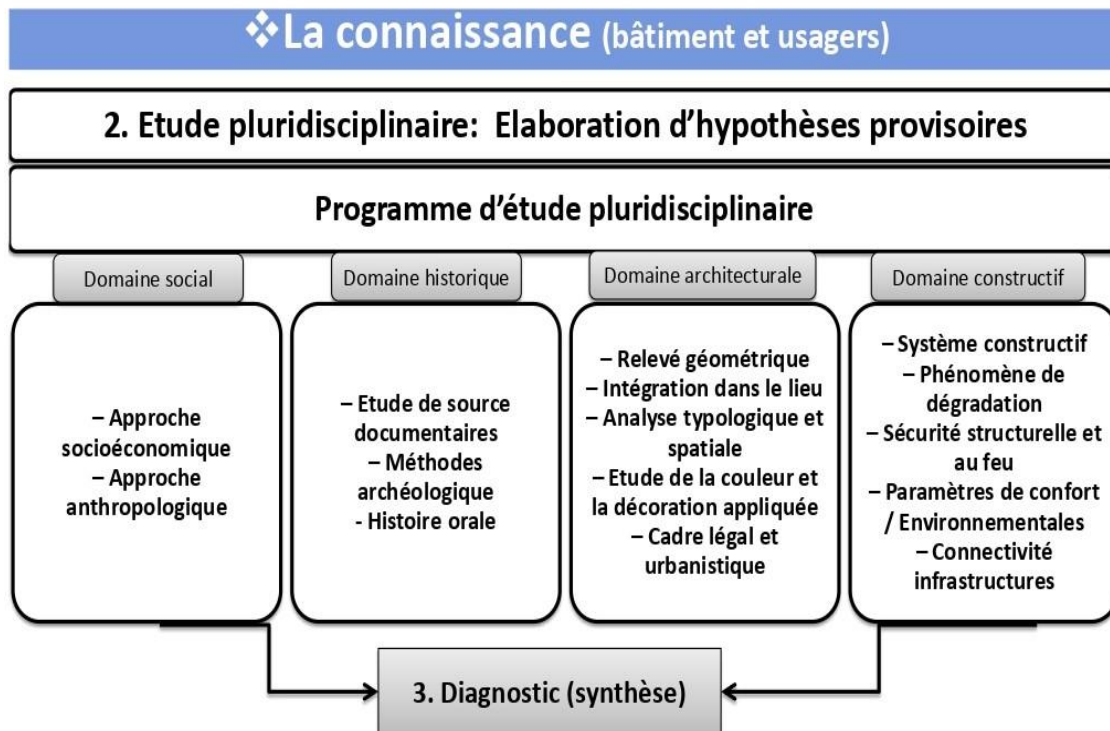 ❖La connaissance (bâtiment et usagers)
2. Etude pluridisciplinaire: Elaboration d'hypothèses provisoires
Programme d'étude pluridisciplinaire
Domaine social
– Approche
socioéconomique
– Approche
anthropologique
Domaine historique
– Etude de source
documentaires
– Méthodes
archéologique
- Histoire orale
Domaine architecturale
– Relevé géométrique
– Intégration dans le lieu
– Analyse typologique et
spatiale
– Etude de la couleur et
la décoration appliquée
– Cadre légal et
urbanistique
Domaine constructif
– Système constructif
– Phénomène de
dégradation
– Sécurité structurelle et
au feu
– Paramètres de confort
/ Environnementales
– Connectivité
infrastructures
3. Diagnostic (synthèse)